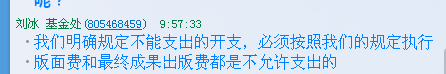 呢？
刘冰 基金处(805468459) 9:57:33
• 我们明确规定不能支出的开支，必须按照我们的规定执行
• 版面费和最终成果出版费都是不允许支出的